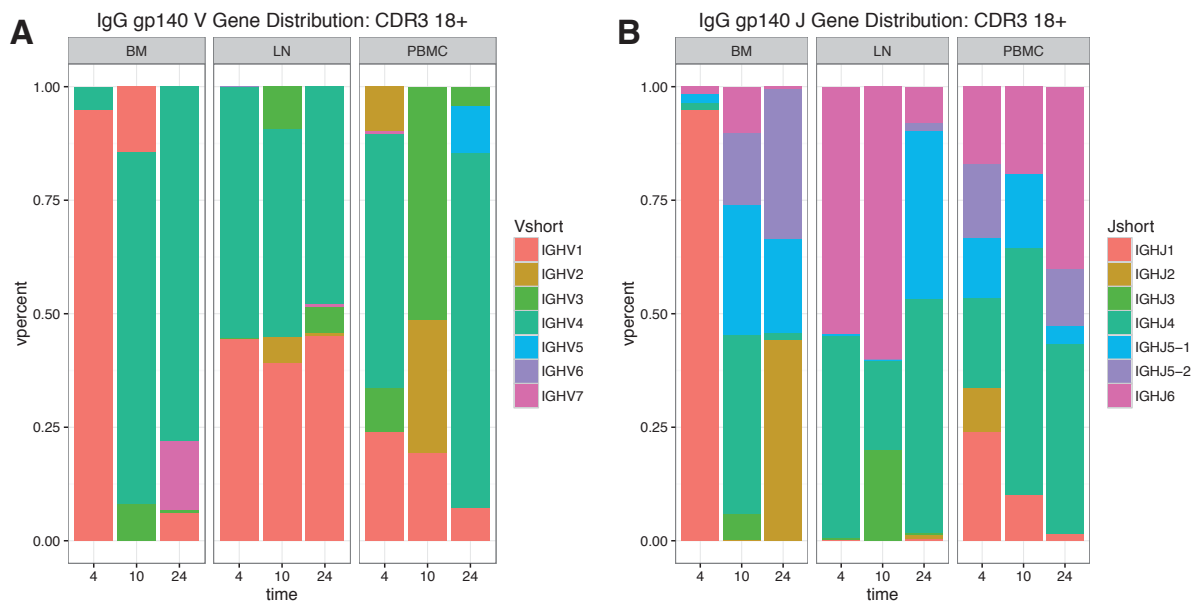 A
IgG gp140 V Gene Distribution: CDR3 18+
BM LN PBMC
1.00
0.75
0.50
0.25
0.00
vpercent
4 10 24 4 10 24 4 10 24
time
Vshort
IGHV1
IGHV2
IGHV3
IGHV4
IGHV5
IGHV6
IGHV7
B
IgG gp140 J Gene Distribution: CDR3 18+
BM LN PBMC
1.00
0.75
0.50
0.25
0.00
vpercent
4 10 24 4 10 24 4 10 24
time
Jshort
IGHJ1
IGHJ2
IGHJ3
IGHJ4
IGHJ5−1
IGHJ5−2
IGHJ6